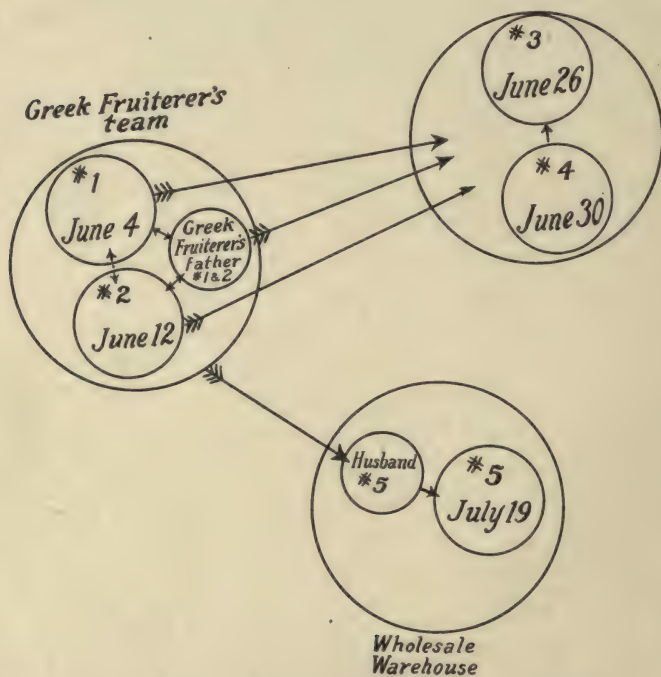 Greek Fruiterer's
team
#1
June 4
Greek
Fruiterer's
Father
#1&2
#2
June 12
#3
June 26
#4
June 30
Husband
#5
#5
July 19
Wholesale
Warehouse